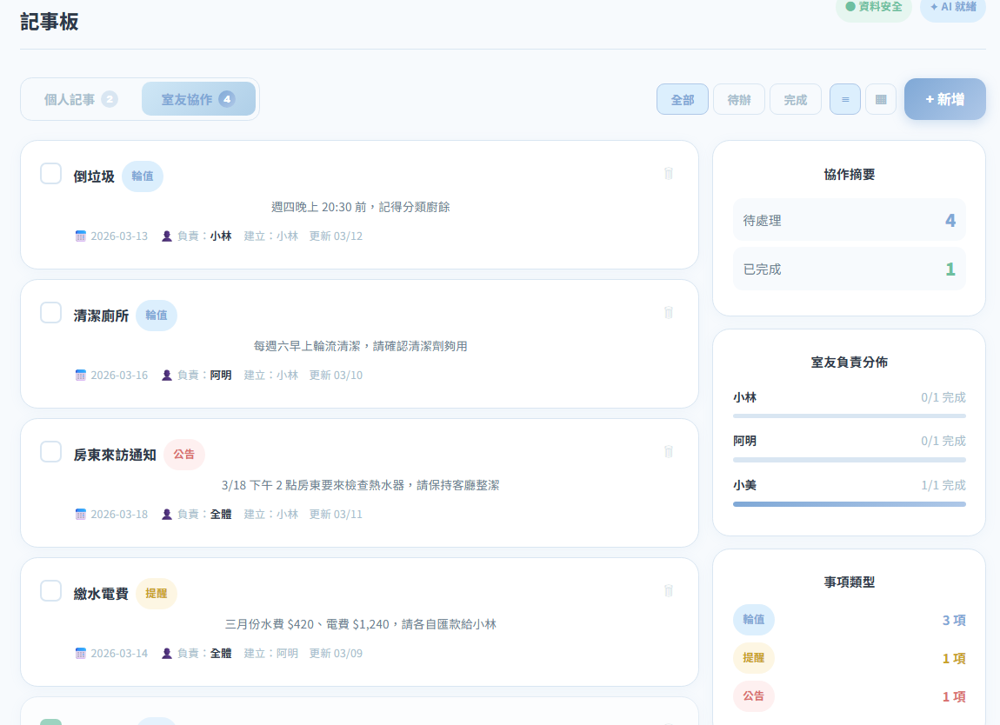 記事板
資料安全
AI 就緒
個人記事 2
室友協作 4
全部
待辦
完成
+ 新增
倒垃圾 輪值
週四晚上 20:30 前，記得分類廚餘
2026-03-13 負責：小林 建立：小林 更新 03/12
清潔廁所 輪值
每週六早上輪流清潔，請確認清潔劑夠用
2026-03-16 負責：阿明 建立：小林 更新 03/10
房東來訪通知 公告
3/18 下午 2 點房東要來檢查熱水器，請保持客廳整潔
2026-03-18 負責：全體 建立：小林 更新 03/11
繳水電費 提醒
三月份水費 $420、電費 $1,240，請各自匯款給小林
2026-03-14 負責：全體 建立：阿明 更新 03/09
協作摘要
待處理 4
已完成 1
室友負責分佈
小林 0/1 完成
阿明 0/1 完成
小美 1/1 完成
事項類型
輪值 3 項
提醒 1 項
公告 1 項